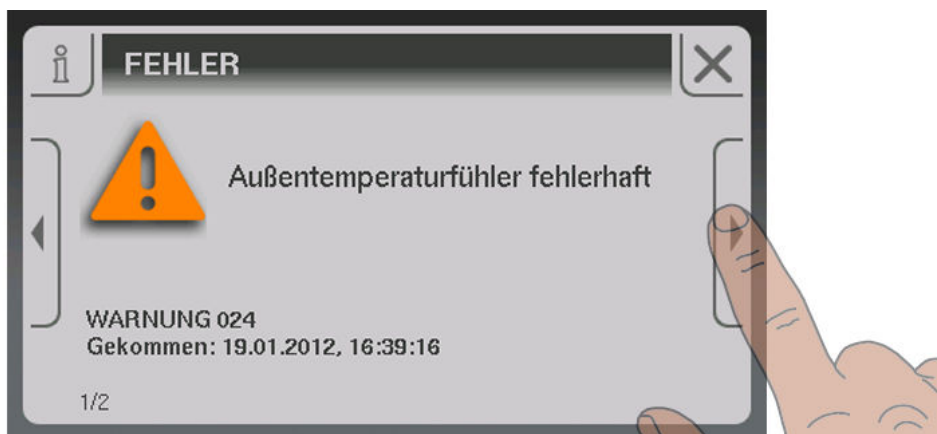 FEHLER
Außentemperaturfühler fehlerhaft
WARNUNG 024
Gekommen: 19.01.2012, 16:39:16
1/2